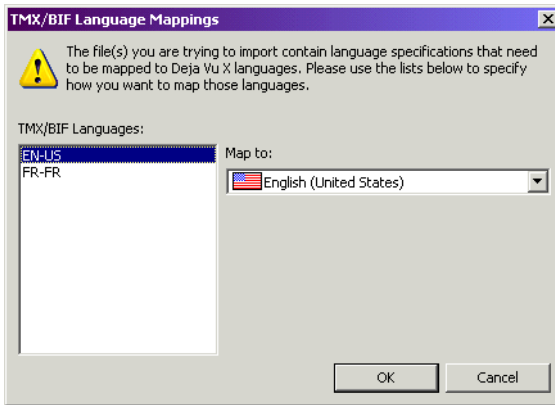 TMX/BIF Language Mappings
The file(s) you are trying to import contain language specifications that need
to be mapped to Deja Vu X languages. Please use the lists below to specify
how you want to map those languages.
TMX/BIF Languages:
EN-US
FR-FR
Map to:
English (United States)
OK
Cancel